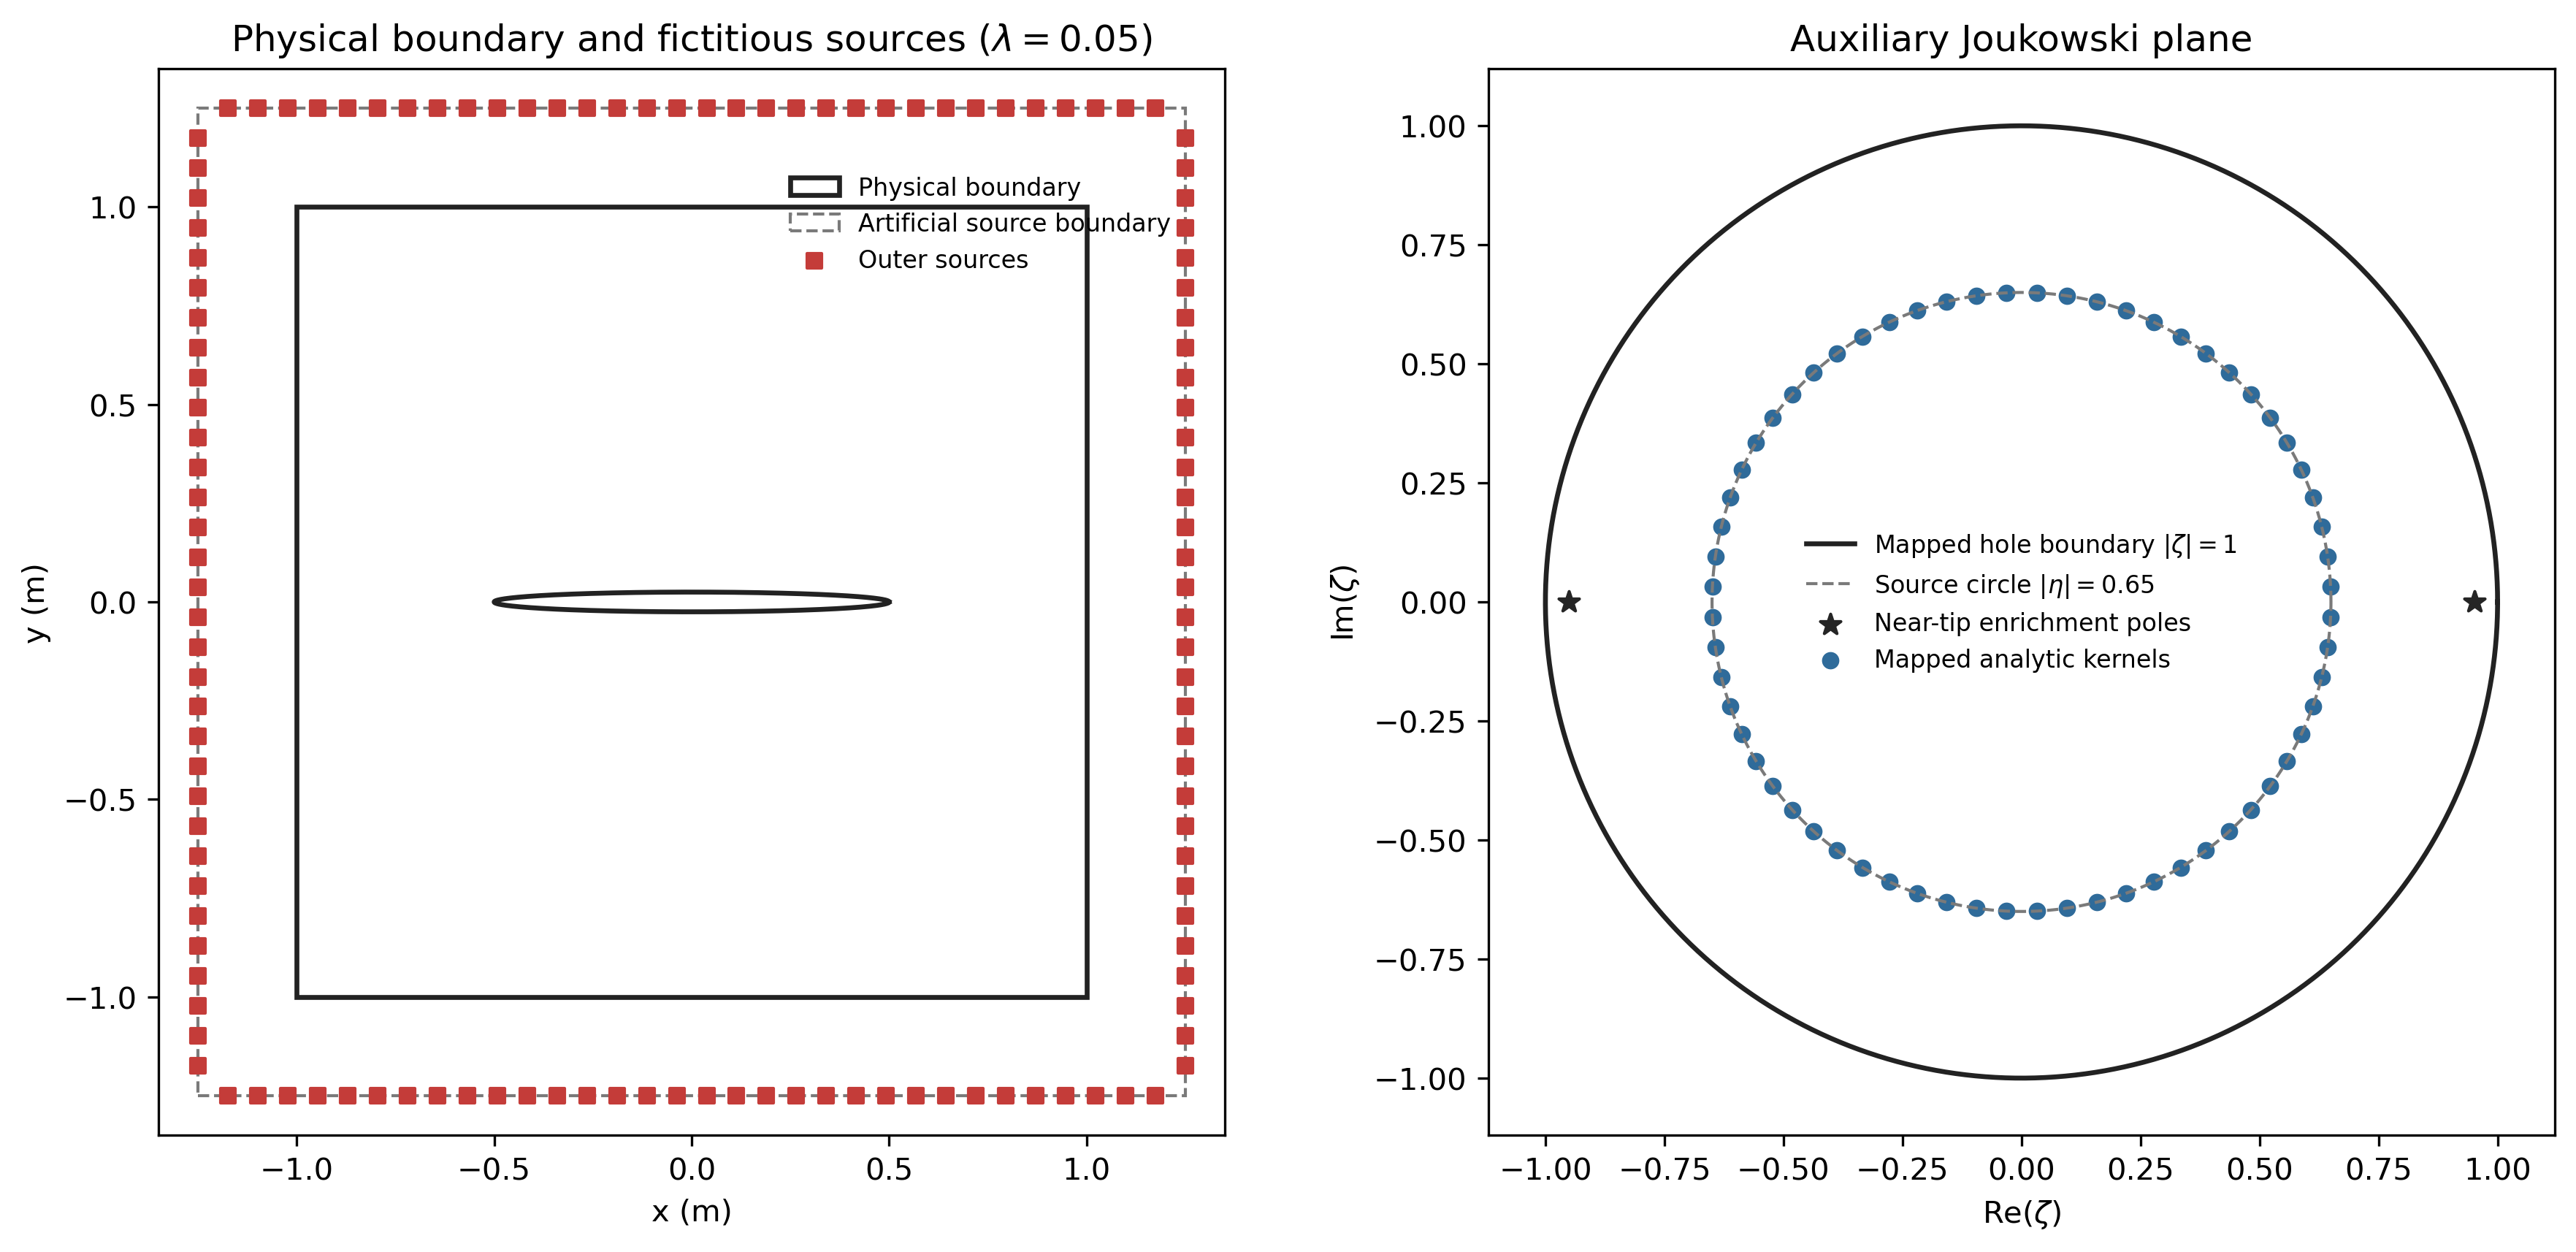 Physical boundary and fictitious sources (λ = 0.05)
Physical boundary
Artificial source boundary
Outer sources
1.0
0.5
0.0
−0.5
−1.0
y (m)
−1.0
−0.5
0.0
0.5
1.0
x (m)
Auxiliary Joukowski plane
1.00
0.75
0.50
0.25
0.00
−0.25
−0.50
−0.75
−1.00
Im(ζ)
Mapped hole boundary |ζ| = 1
Source circle |η| = 0.65
Near-tip enrichment poles
Mapped analytic kernels
−1.00
−0.75
−0.50
−0.25
0.00
0.25
0.50
0.75
1.00
Re(ζ)